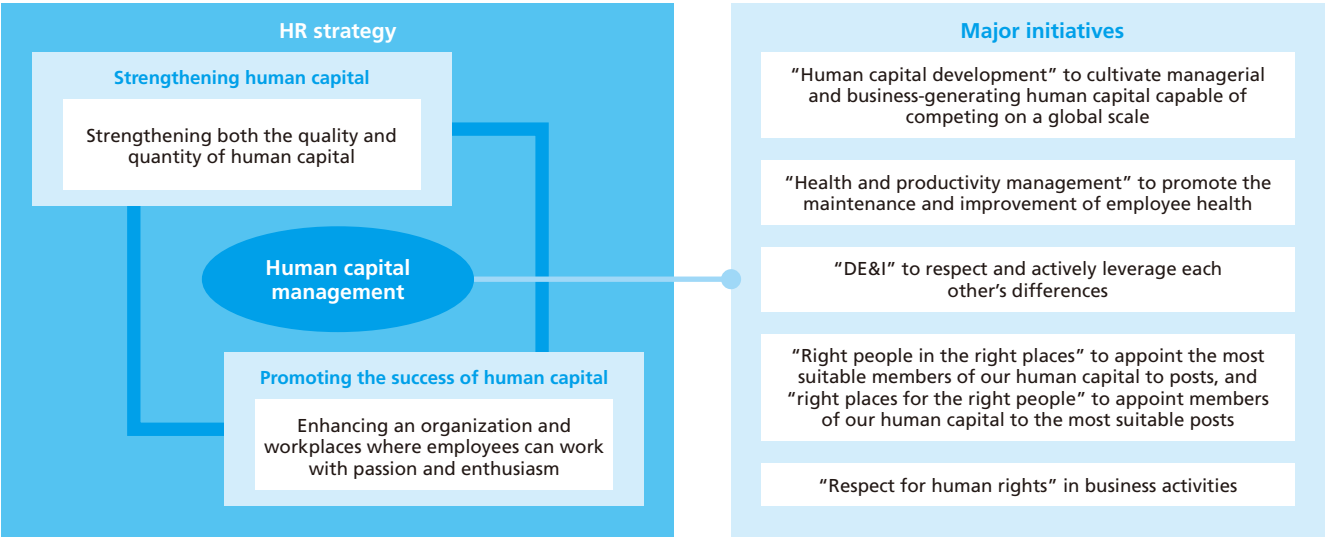 HR strategy
Strengthening human capital
Strengthening both the quality and
quantity of human capital
Human capital
management
Promoting the success of human capital
Enhancing an organization and
workplaces where employees can work
with passion and enthusiasm
Major initiatives
“Human capital development” to cultivate managerial
and business-generating human capital capable of
competing on a global scale
“Health and productivity management” to promote the
maintenance and improvement of employee health
“DE&I” to respect and actively leverage each
other’s differences
“Right people in the right places” to appoint the most
suitable members of our human capital to posts, and
“right places for the right people” to appoint members
of our human capital to the most suitable posts
“Respect for human rights” in business activities